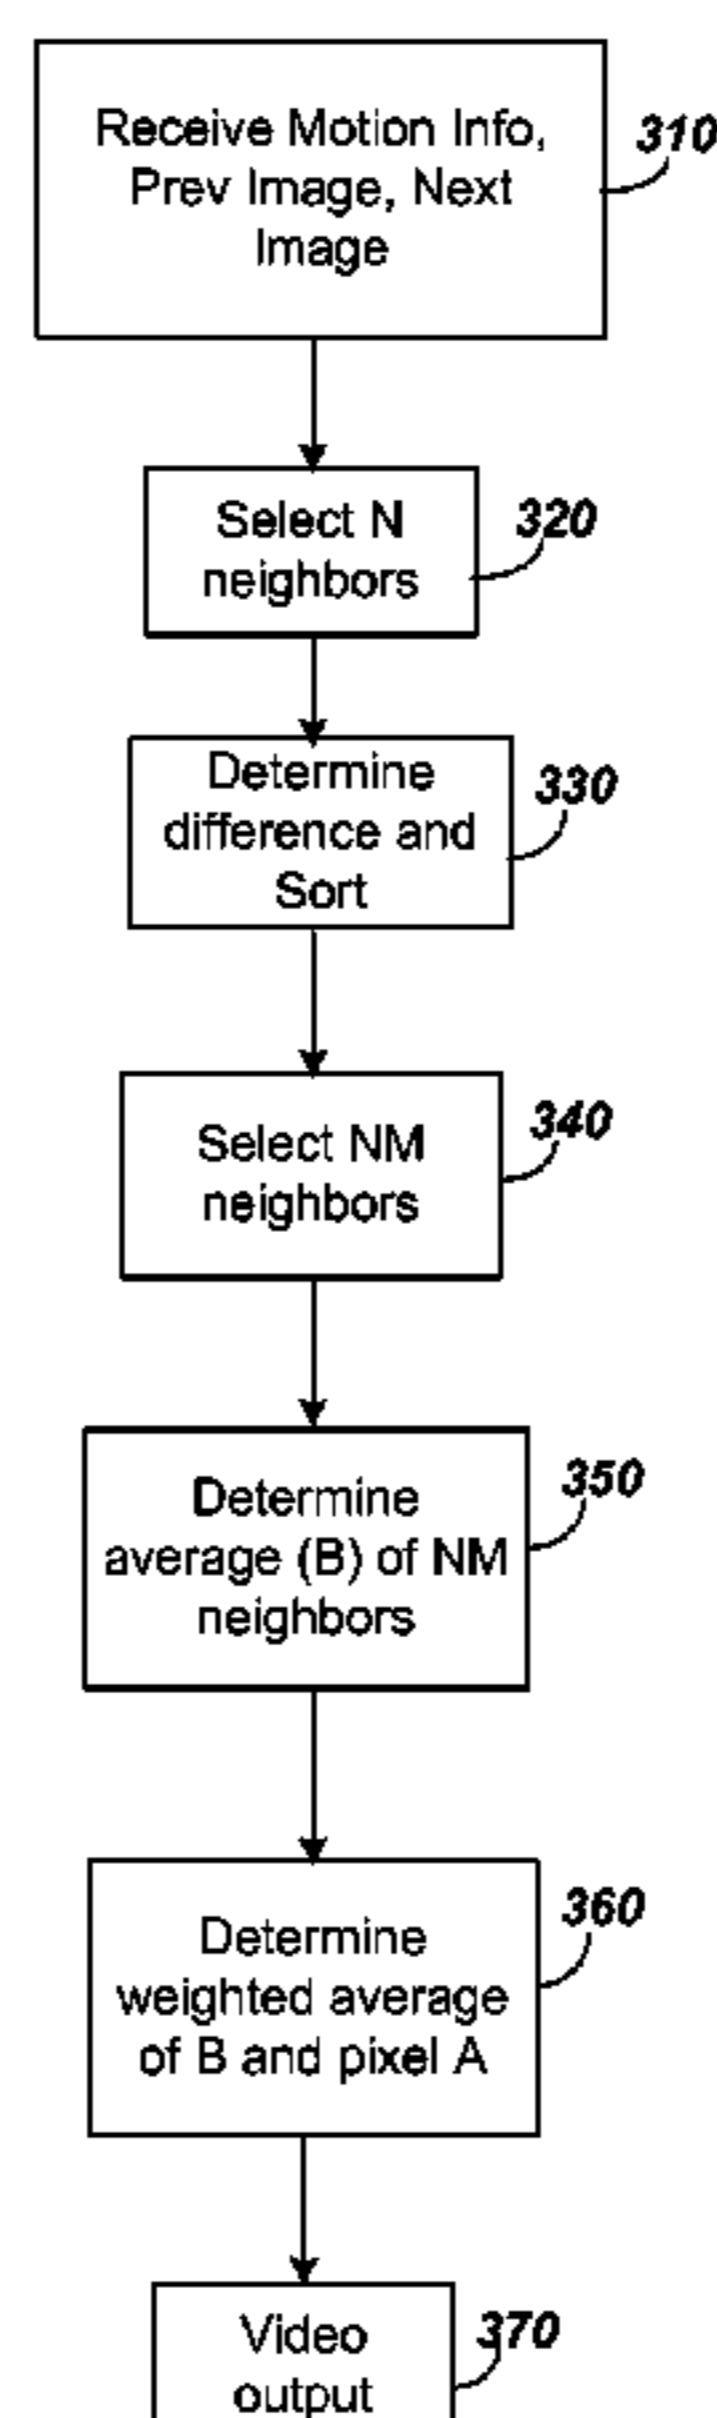 Receive Motion Info,
Prev Image, Next
Image
310
Select N
neighbors
320
Determine
difference and
Sort
330
Select NM
neighbors
340
Determine
average (B) of NM
neighbors
350
Determine
weighted average
of B and pixel A
360
Video
output
370